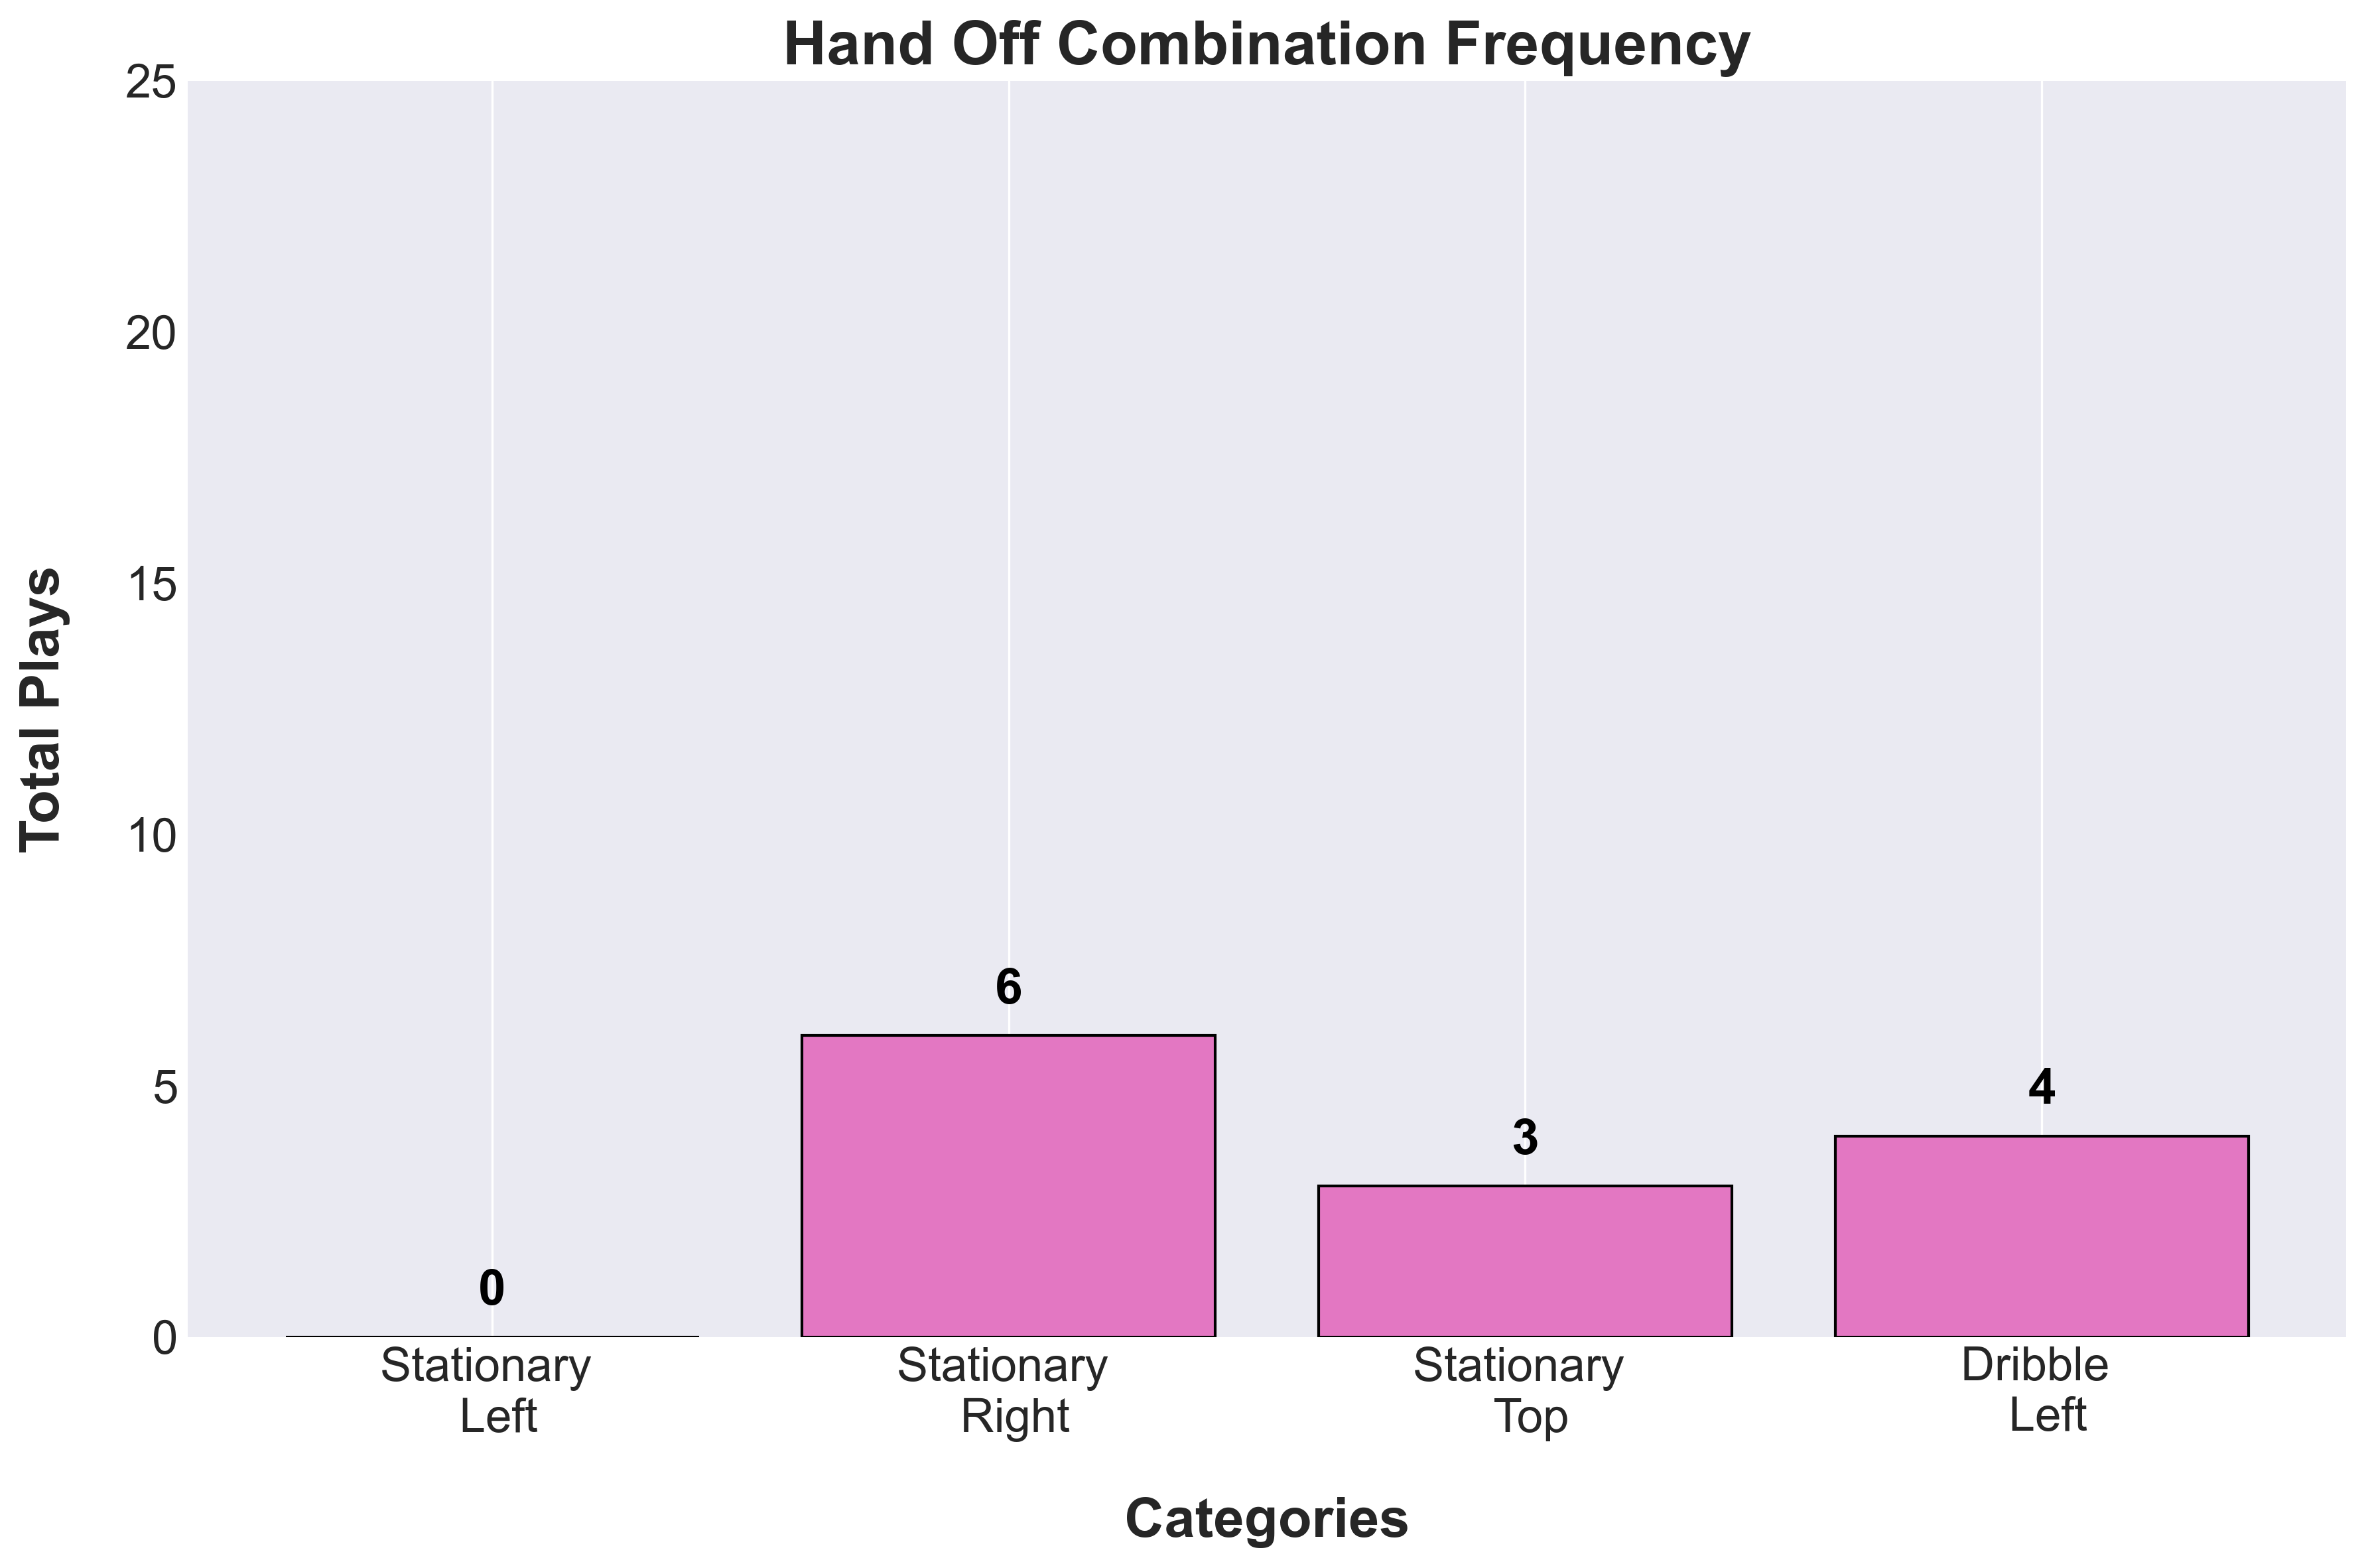 Hand Off Combination Frequency
25
20
15
10
5
0
Total Plays
0
6
3
4
Stationary
Left
Stationary
Right
Stationary
Top
Dribble
Left
Categories